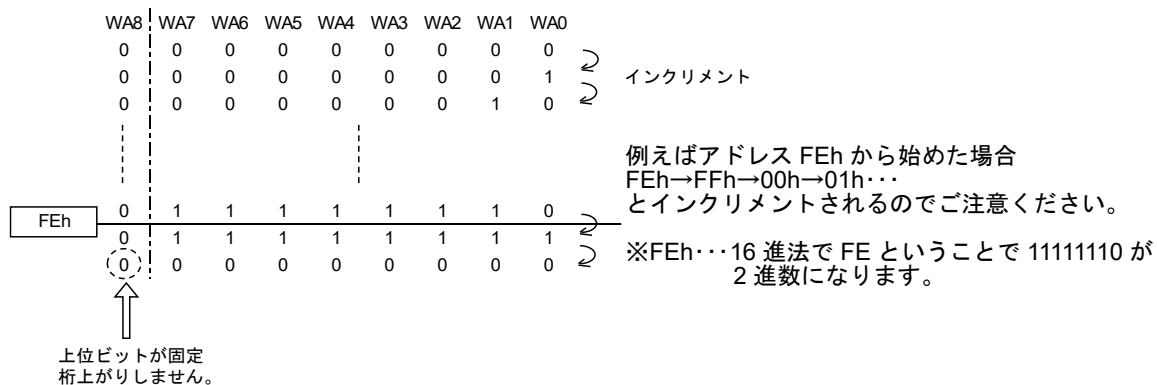 WA8 WA7 WA6 WA5 WA4 WA3 WA2 WA1 WA0
0 0 0 0 0 0 0 0 0
0 0 0 0 0 0 0 0 1
0 0 0 0 0 0 0 1 0
インクリメント
例えばアドレス FEh から始めた場合
FEh→FFh→00h→01h･･･
とインクリメントされるのでご注意ください。
FEh
0 1 1 1 1 1 1 1 0
0 1 1 1 1 1 1 1 1
0 0 0 0 0 0 0 0 0
※FEh･･･16 進法で FE ということで 11111110 が
2 進数になります。
上位ビットが固定
桁上がりしません。